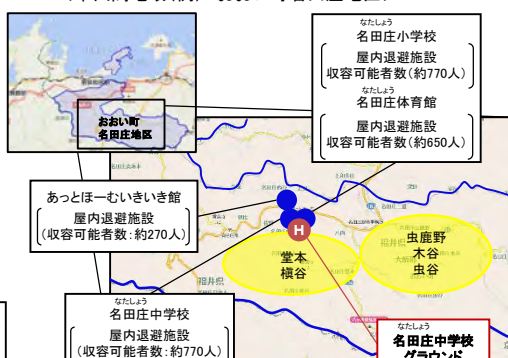 なたしょう
名田庄小学校
屋内退避施設
収容可能者数(約770人)
なたしょう
名田庄体育館
屋内退避施設
収容可能者数(約650人)
おおい町
名田庄地区
あっとほーむいきいき館
屋内退避施設
(収容可能者数:約270人)
H
堂本
槇谷
虫鹿野
木谷
虫谷
福井県
福井県
なたしょう
名田庄中学校
屋内退避施設
(収容可能者数:約770人)
なたしょう
名田庄中学校
グラウンド